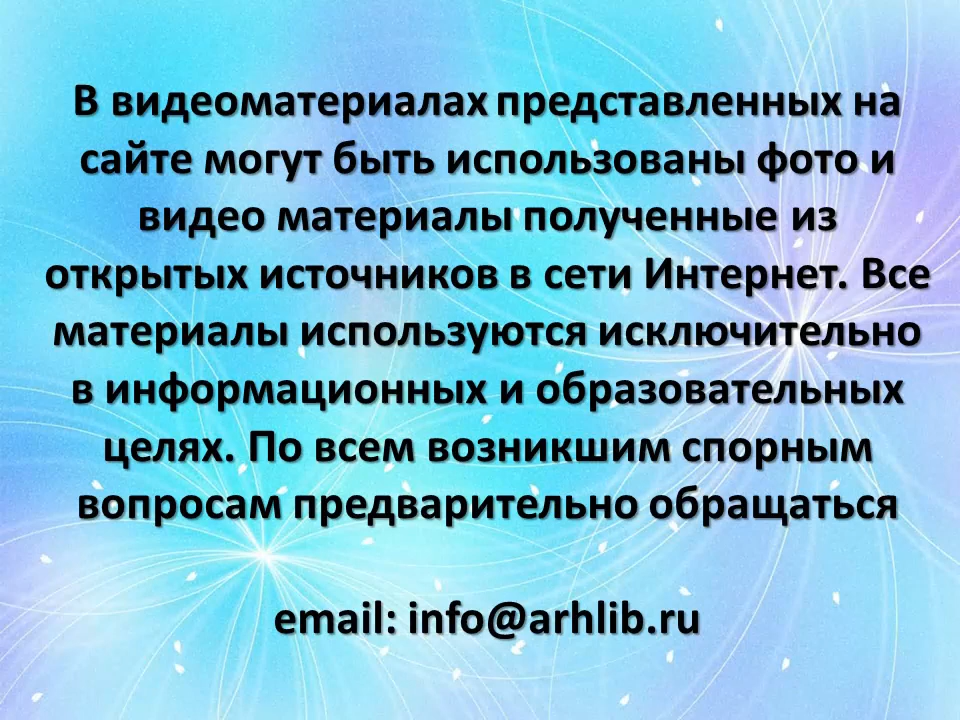 В видеоматериалах представленных на
сайте могут быть использованы фото и
видео материалы полученные из
открытых источников в сети Интернет. Все
материалы используются исключительно
в информационных и образовательных
целях. По всем возникшим спорным
вопросам предварительно обращаться
email: info@arhlib.ru